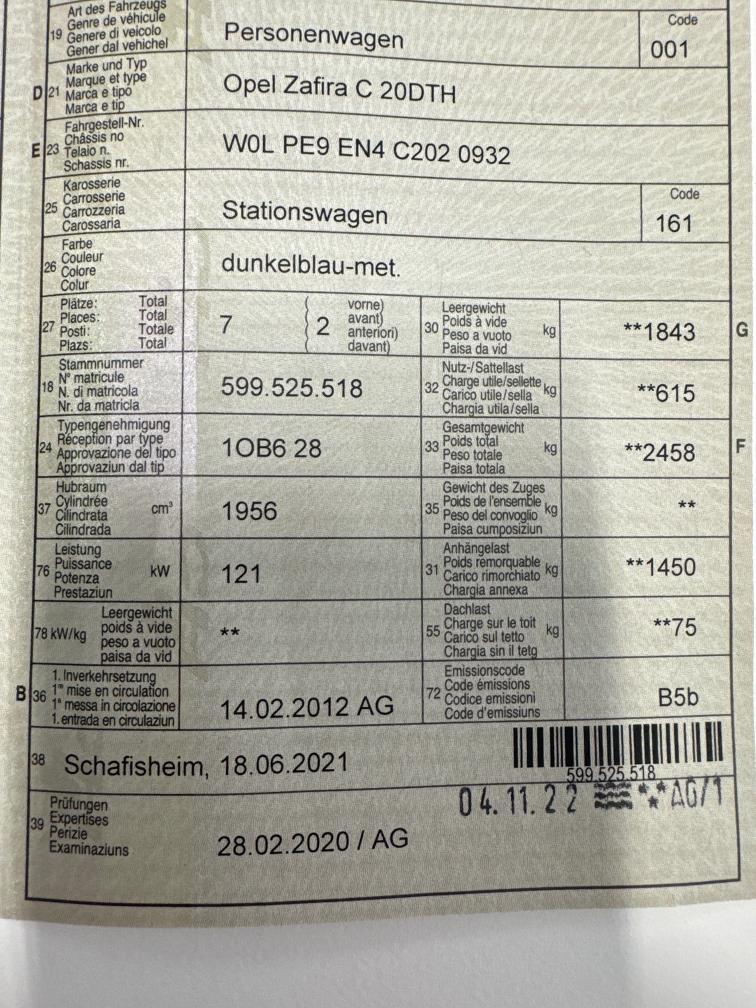 19 Art des Fahrzeugs
Genre de véhicule
Genere di veicolo
Gener dal vehichel
Personenwagen
Code
001
D 21 Marke und Typ
Marque et type
Marca e tipo
Marca e tip
Opel Zafira C 20DTH
E 23 Fahrgestell-Nr.
Châssis no
Telaio n.
Schassis nr.
W0L PE9 EN4 C202 0932
25 Karosserie
Carrosserie
Carrozzeria
Carossaria
Stationswagen
Code
161
26 Farbe
Couleur
Colore
Colur
dunkelblau-met.
27 Plätze: Total
Places: Total
Posti: Totale
Plazs: Total
7
( 2 vorne)
avant)
anteriori)
davant)
30 Leergewicht
Poids à vide
Peso a vuoto
Paisa da vid
kg
**1843
G
18 Stammnummer
N° matricule
N. di matricola
Nr. da matricla
599.525.518
32 Nutz-/Sattellast
Charge utile/sellette
Carico utile/sella
Chargia utila/sella
kg
**615
24 Typengenehmigung
Réception par type
Approvazione del tipo
Approvaziun dal tip
1OB6 28
33 Gesamtgewicht
Poids total
Peso totale
Paisa totala
kg
**2458
F
37 Hubraum
Cylindrée
Cilindrata
Cilindrada
cm³
1956
35 Gewicht des Zuges
Poids de l'ensemble
Peso del convoglio
Paisa cumposiziun
kg
**
76 Leistung
Puissance
Potenza
Prestaziun
kW
121
31 Anhängelast
Poids remorquable
Carico rimorchiato
Chargia annexa
kg
**1450
78 kW/kg Leergewicht
poids à vide
peso a vuoto
paisa da vid
**
55 Dachlast
Charge sur le toit
Carico sul tetto
Chargia sin il tetg
kg
**75
B 36 1. Inverkehrsetzung
1re mise en circulation
1a messa in circolazione
1. entrada en circulaziun
14.02.2012 AG
72 Emissionscode
Code émissions
Codice emissioni
Code d'emissiuns
B5b
38 Schafisheim, 18.06.2021
599.525.518
04.11.22 AG/1
39 Prüfungen
Expertises
Perizie
Examinaziuns
28.02.2020 / AG